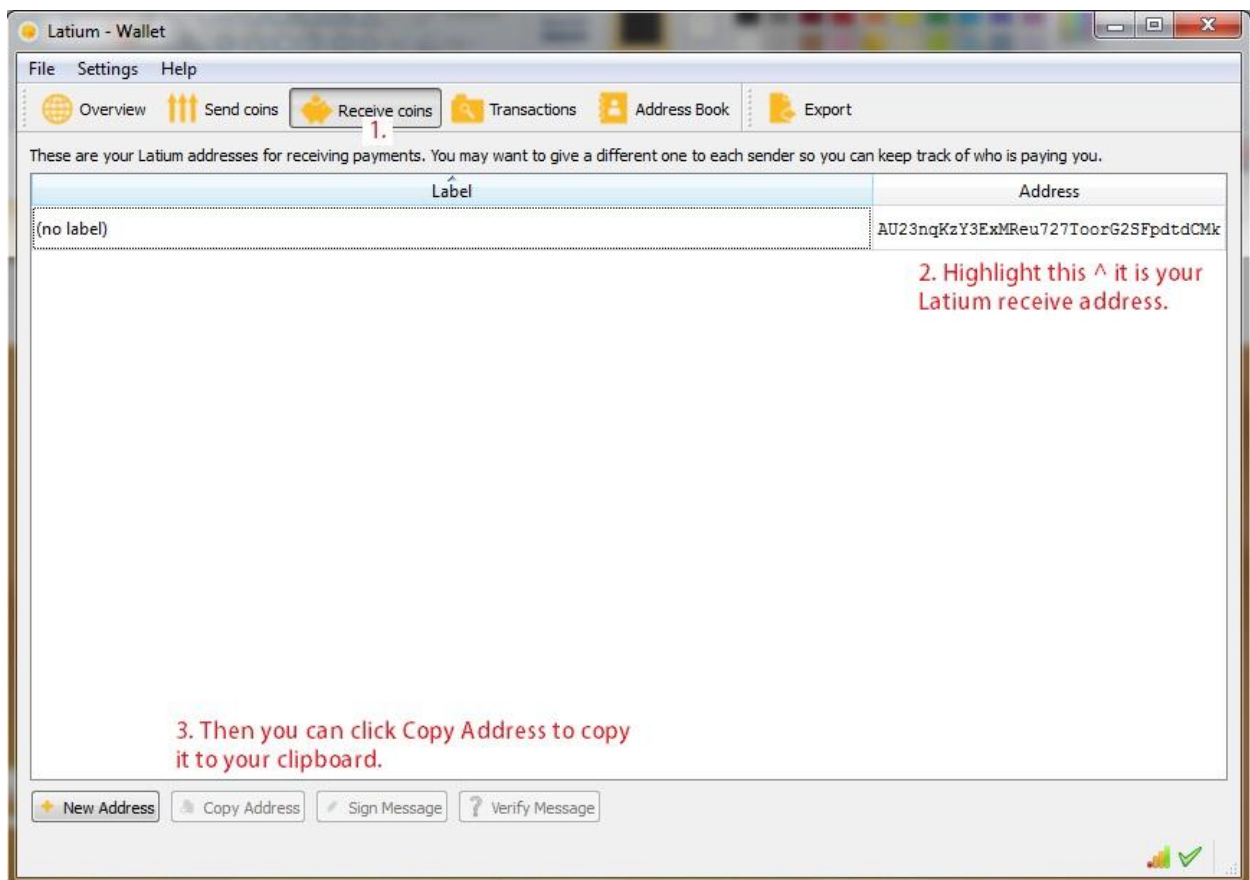 Latium - Wallet
File Settings Help
Overview Send coins Receive coins Transactions Address Book Export
1.
These are your Latium addresses for receiving payments. You may want to give a different one to each sender so you can keep track of who is paying you.
Label Address
(no label) AU23nqKzY3ExMReu727ToorG2SFpdtdCMk
2. Highlight this ^ it is your
Latium receive address.
3. Then you can click Copy Address to copy
it to your clipboard.
New Address Copy Address Sign Message Verify Message